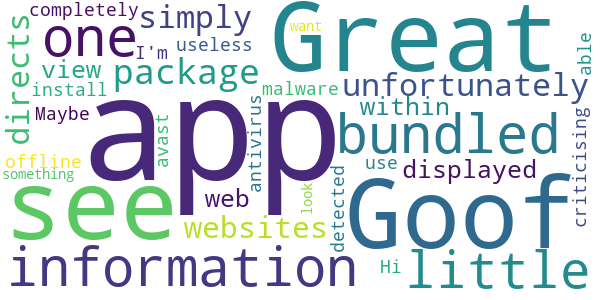 completely
one
simply
Great
directs
I'm
useless
want
able
view
package
install
malware
unfortunately
Maybe
app
avast
antivirus
within
bundled
criticising
offline
something
see
web
websites
look
detected
use
displayed
Goof
information
Hi
little